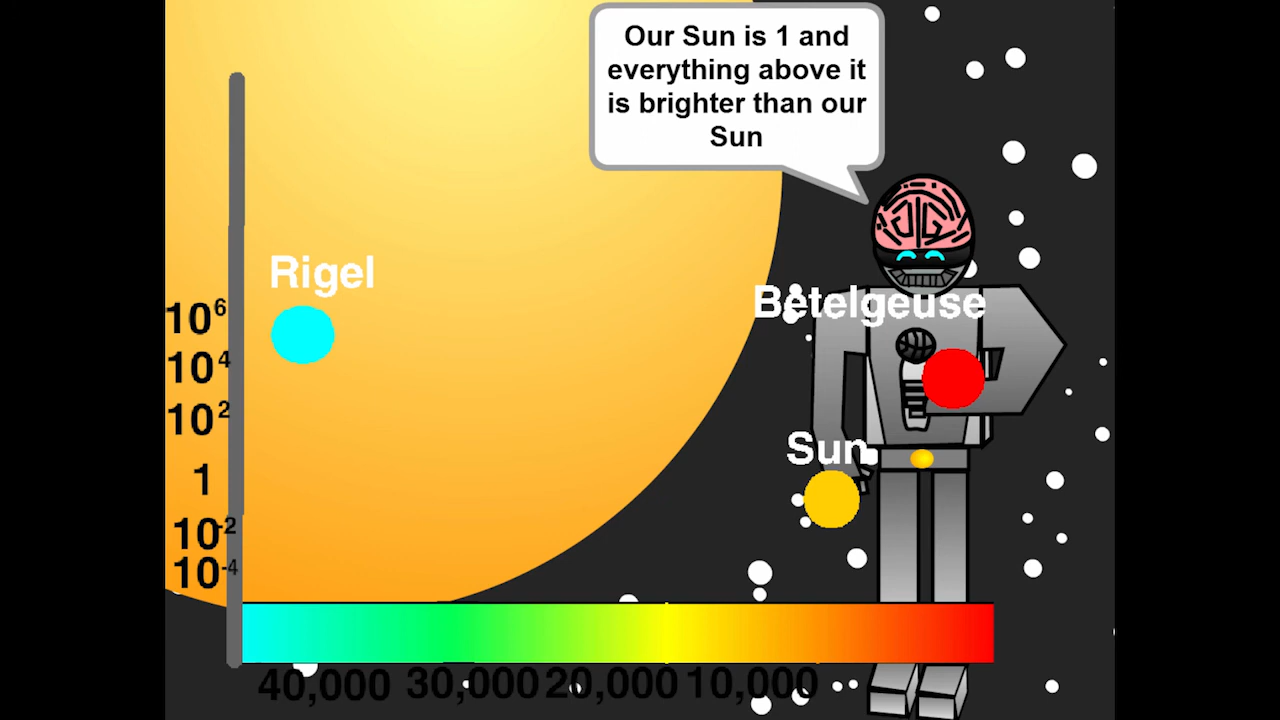 Our Sun is 1 and
everything above it
is brighter than our
Sun
Rigel
Betelgeuse
Sun
10⁶
10⁴
10²
1
10⁻²
10⁻⁴
40,000 30,000 20,000 10,000